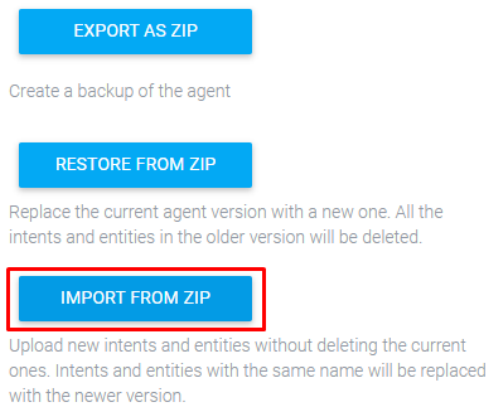 EXPORT AS ZIP
Create a backup of the agent
RESTORE FROM ZIP
Replace the current agent version with a new one. All the
intents and entities in the older version will be deleted.
IMPORT FROM ZIP
Upload new intents and entities without deleting the current
ones. Intents and entities with the same name will be replaced
with the newer version.